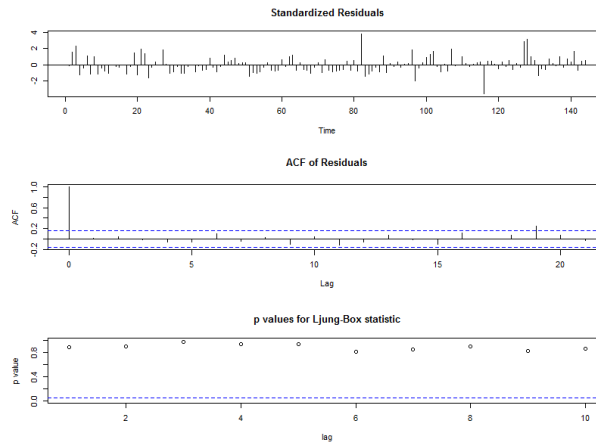 Standardized Residuals
4
2
0
-2
0 20 40 60 80 100 120 140
Time
ACF of Residuals
1.0
0.6
0.2
-0.2
ACF
0 5 10 15 20
Lag
p values for Ljung-Box statistic
0.8
0.4
0.0
p value
2 4 6 8 10
lag